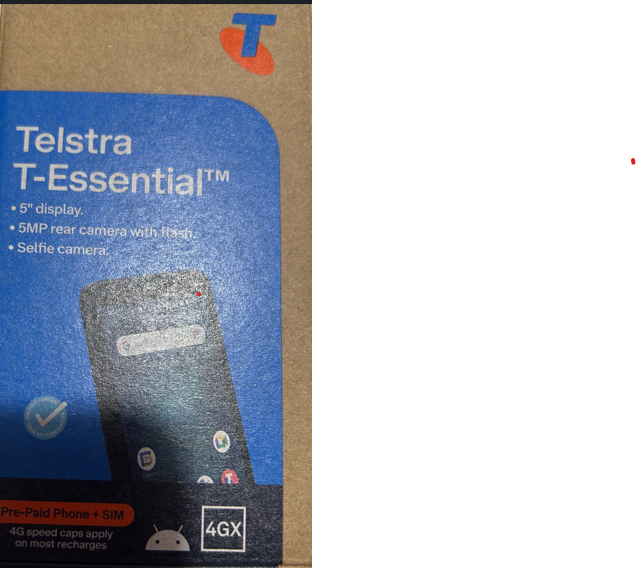 T
Telstra
T-Essential™
• 5" display.
• 5MP rear camera with flash.
• Selfie camera.
Pre-Paid Phone + SIM
4G speed caps apply
on most recharges
4GX